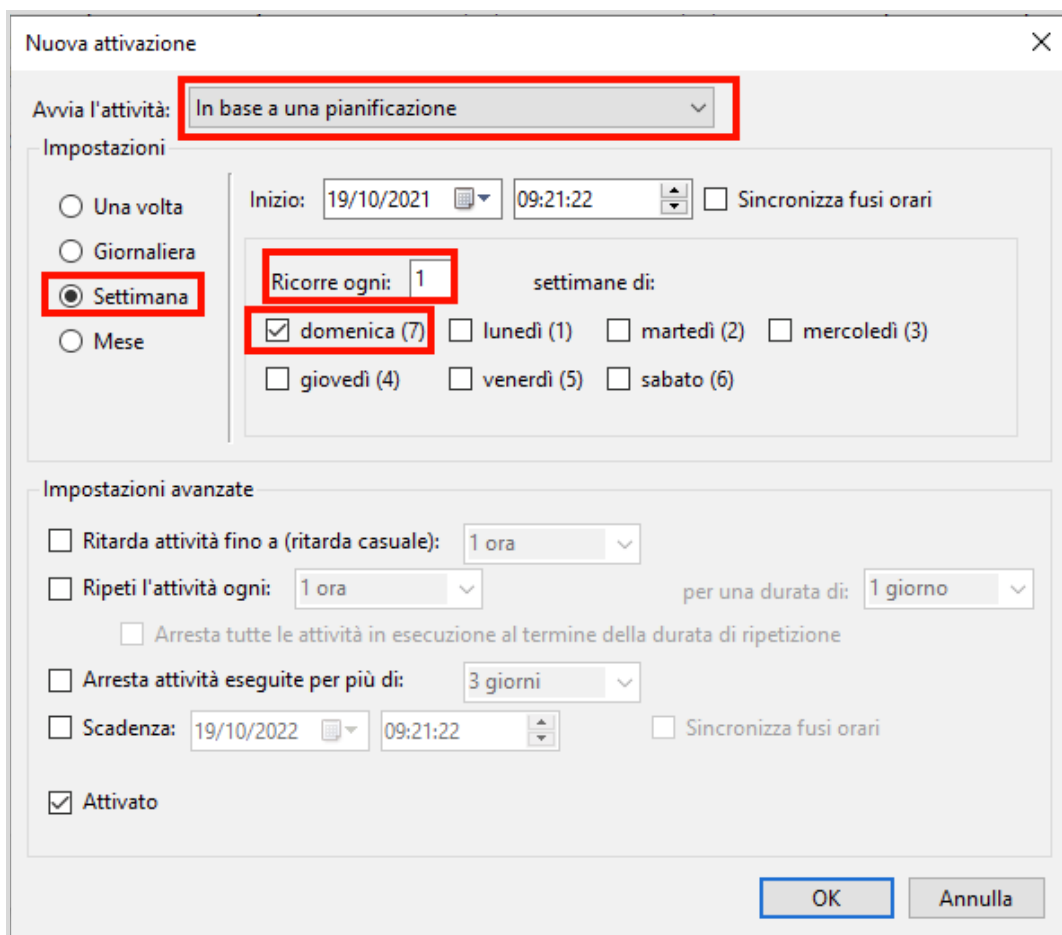 Nuova attivazione
Avvia l'attività: In base a una pianificazione
Impostazioni
Una volta
Giornaliera
Settimana
Mese
Inizio: 19/10/2021 09:21:22 Sincronizza fusi orari
Ricorre ogni: 1 settimane di:
domenica (7) lunedì (1) martedì (2) mercoledì (3)
giovedì (4) venerdì (5) sabato (6)
Impostazioni avanzate
Ritarda attività fino a (ritarda casuale): 1 ora
Ripeti l'attività ogni: 1 ora per una durata di: 1 giorno
Arresta tutte le attività in esecuzione al termine della durata di ripetizione
Arresta attività eseguite per più di: 3 giorni
Scadenza: 19/10/2022 09:21:22 Sincronizza fusi orari
Attivato
OK Annulla